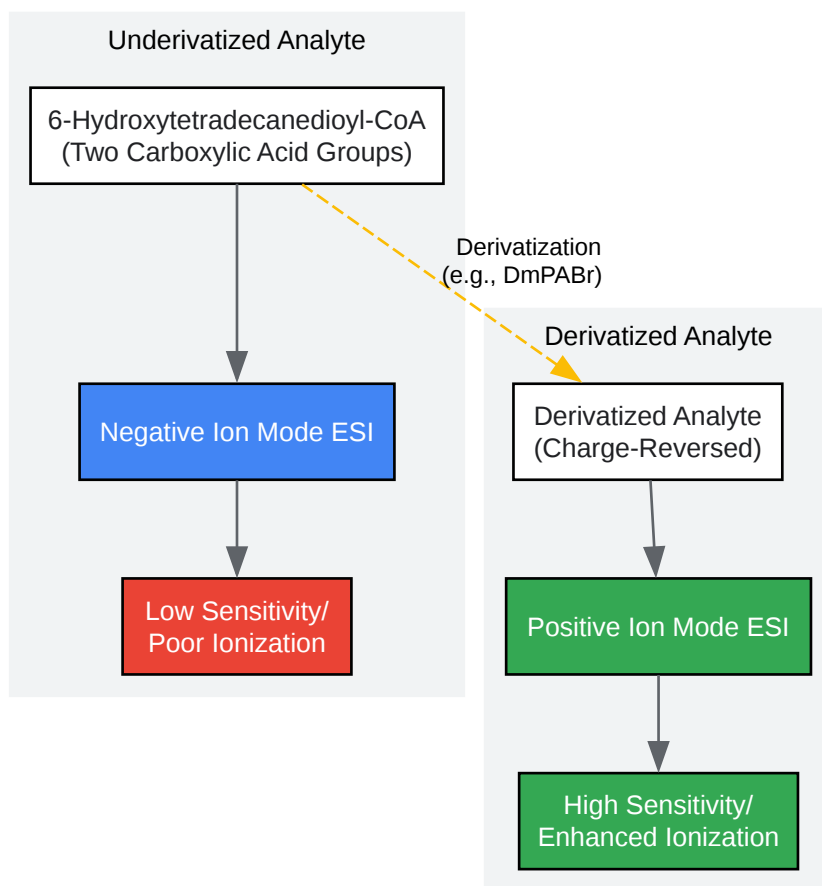 Underivatized Analyte
6-Hydroxytetradecanedioyl-CoA
(Two Carboxylic Acid Groups)
Derivatization
(e.g., DmPABr)
Negative Ion Mode ESI
Low Sensitivity/
Poor Ionization
Derivatized Analyte
Derivatized Analyte
(Charge-Reversed)
Positive Ion Mode ESI
High Sensitivity/
Enhanced Ionization